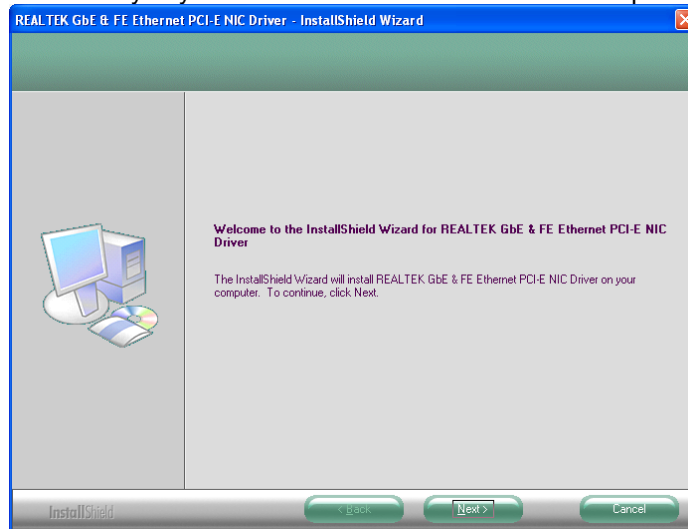 REALTEK GbE & FE Ethernet PCI-E NIC Driver - InstallShield Wizard
Welcome to the InstallShield Wizard for REALTEK GbE & FE Ethernet PCI-E NIC
Driver
The InstallShield Wizard will install REALTEK GbE & FE Ethernet PCI-E NIC Driver on your
computer. To continue, click Next.
InstallShield
< Back
Next >
Cancel